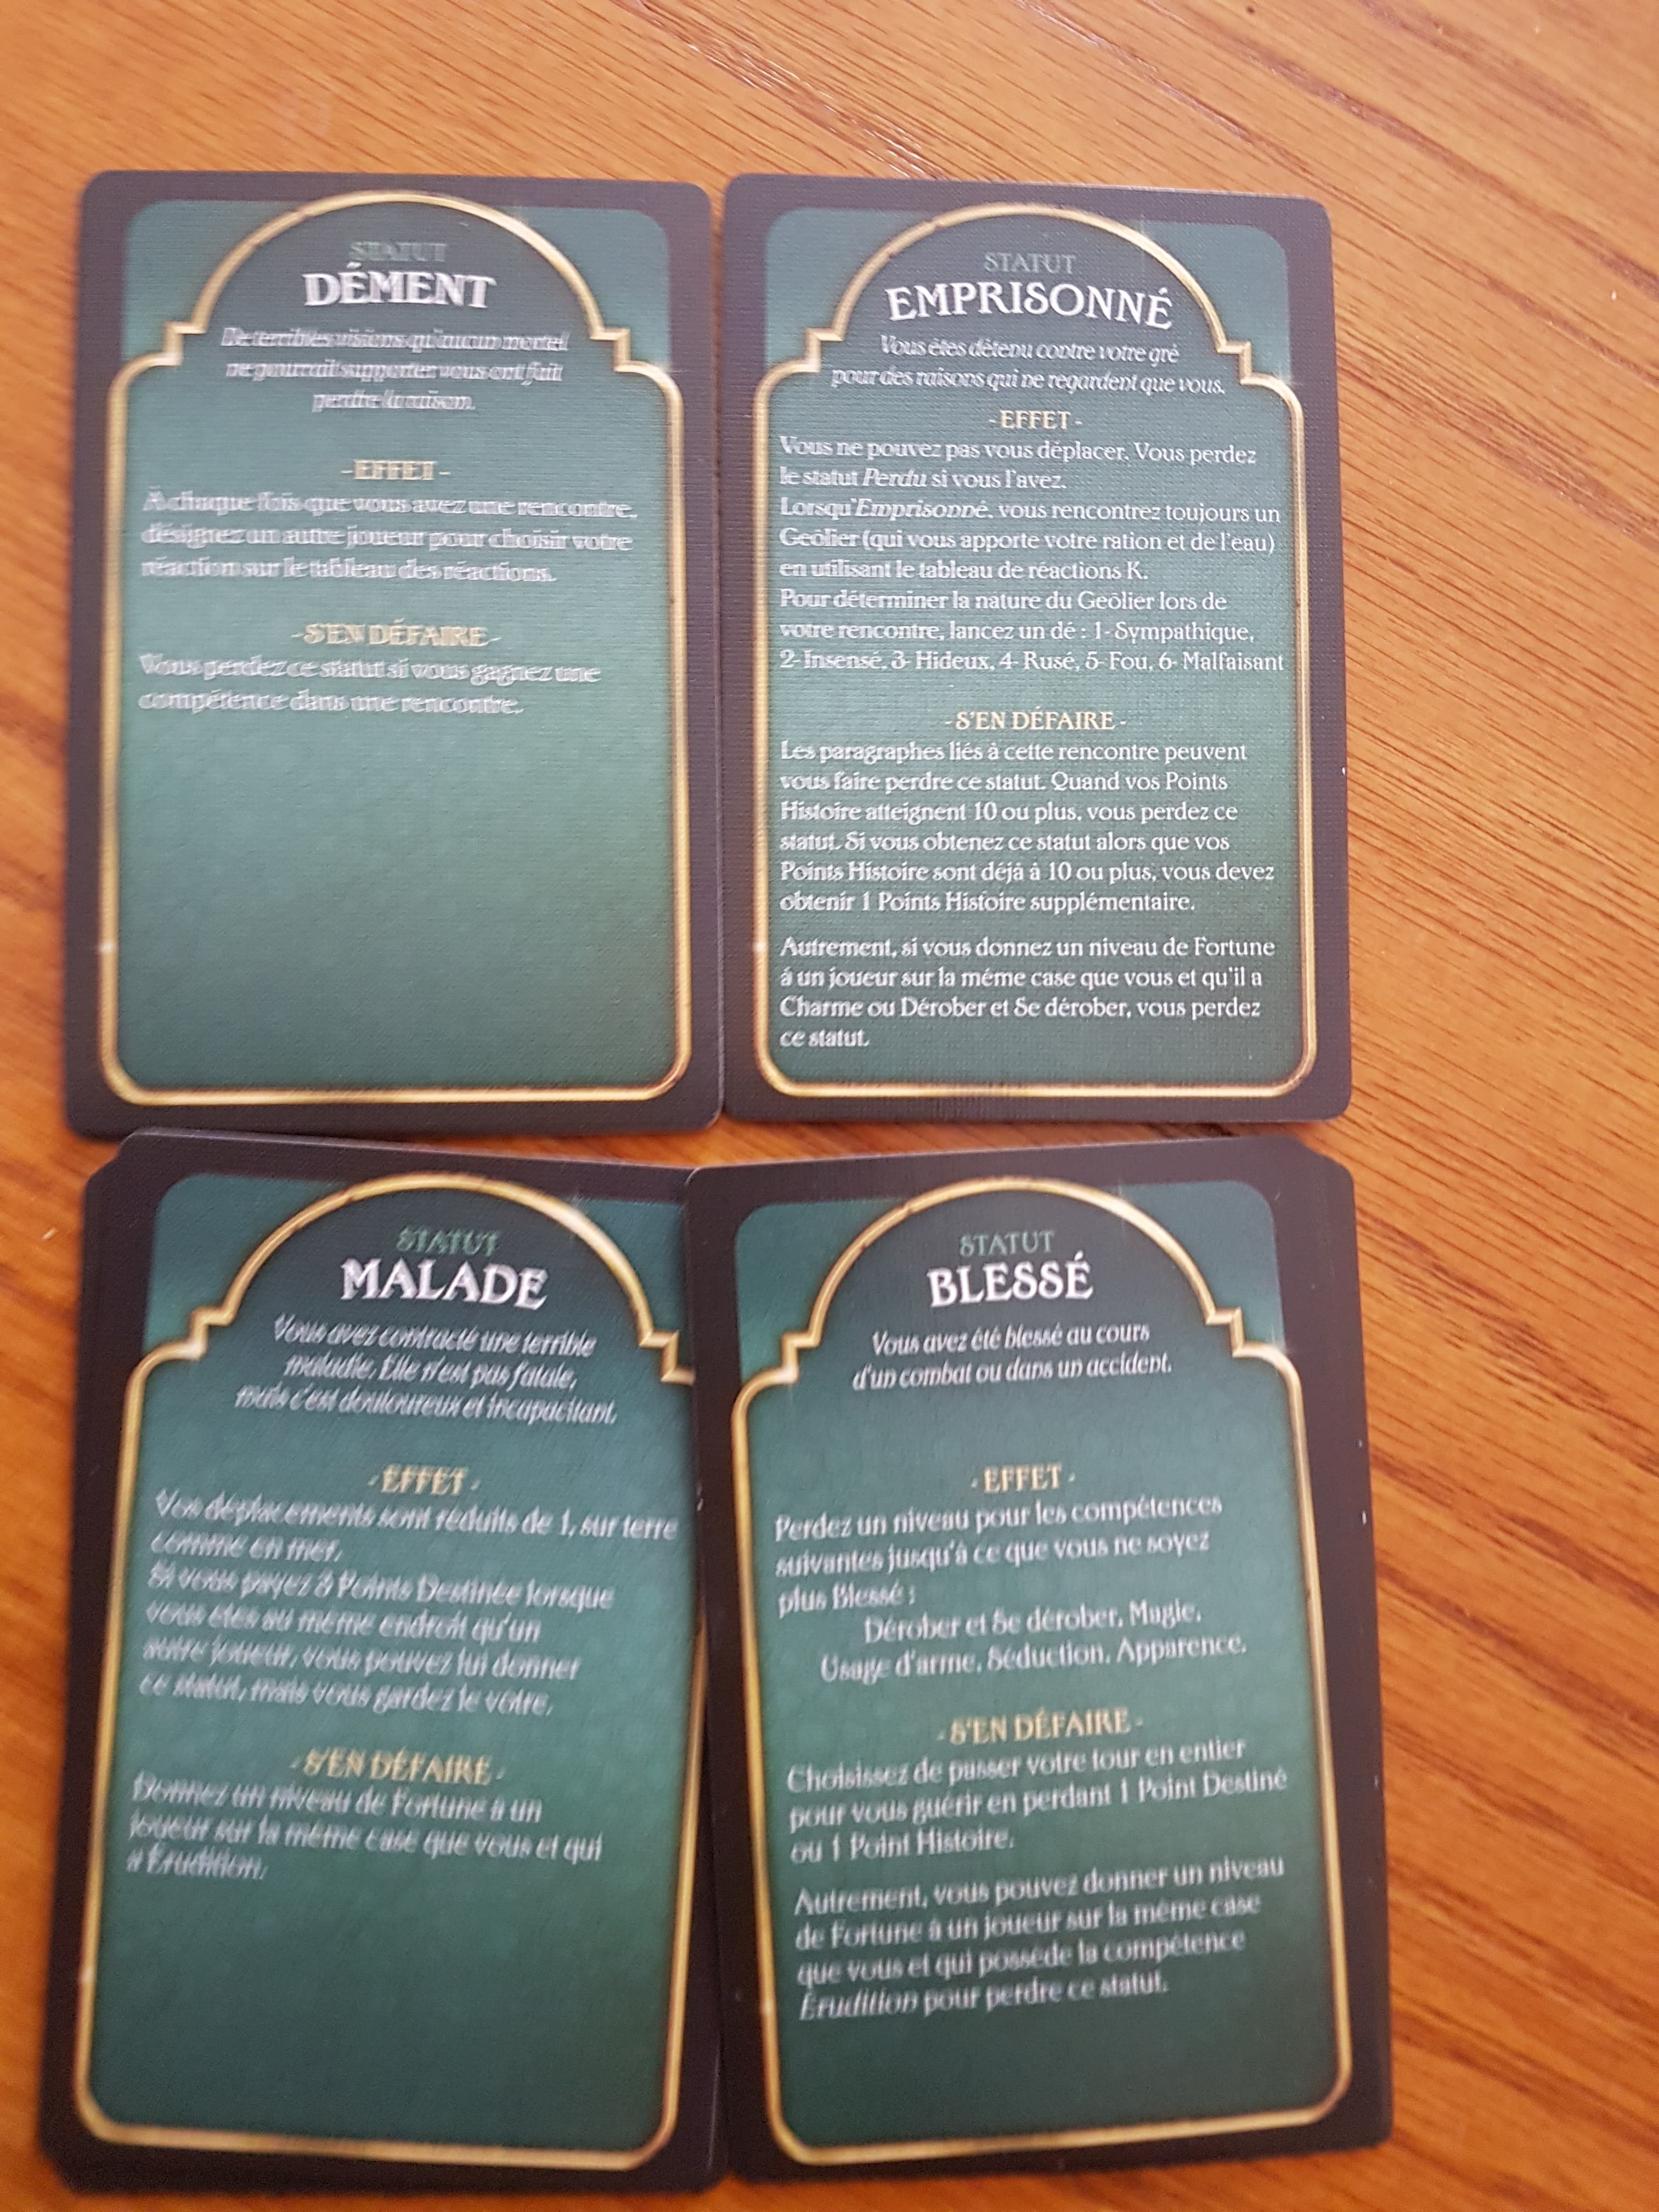 STATUT
DÉMENT
De terribles visions qu'aucun mortel
ne pourrait supporter vous ont fait
perdre la raison.
- EFFET -
À chaque fois que vous avez une rencontre,
désignez un autre joueur pour choisir votre
réaction sur le tableau des réactions.
- S'EN DÉFAIRE -
Vous perdez ce statut si vous gagnez une
compétence dans une rencontre.
STATUT
EMPRISONNÉ
Vous êtes détenu contre votre gré
pour des raisons qui ne regardent que vous.
- EFFET -
Vous ne pouvez pas vous déplacer. Vous perdez
le statut Perdu si vous l'avez.
Lorsqu'Emprisonné, vous rencontrez toujours un
Geôlier (qui vous apporte votre ration et de l'eau)
en utilisant le tableau de réactions K.
Pour déterminer la nature du Geôlier lors de
votre rencontre, lancez un dé : 1- Sympathique,
2- Insensé, 3- Hideux, 4- Rusé, 5- Fou, 6- Malfaisant
- S'EN DÉFAIRE -
Les paragraphes liés à cette rencontre peuvent
vous faire perdre ce statut. Quand vos Points
Histoire atteignent 10 ou plus, vous perdez ce
statut. Si vous obtenez ce statut alors que vos
Points Histoire sont déjà à 10 ou plus, vous devez
obtenir 1 Points Histoire supplémentaire.
Autrement, si vous donnez un niveau de Fortune
à un joueur sur la même case que vous et qu'il a
Charme ou Dérober et Se dérober, vous perdez
ce statut.
STATUT
MALADE
Vous avez contracté une terrible
maladie. Elle n'est pas fatale,
mais c'est douloureux et incapacitant.
- EFFET -
Vos déplacements sont réduits de 1, sur terre
comme en mer.
Si vous payez 3 Points Destinée lorsque
vous êtes au même endroit qu'un
autre joueur, vous pouvez lui donner
ce statut, mais vous gardez le vôtre.
- S'EN DÉFAIRE -
Donnez un niveau de Fortune à un
joueur sur la même case que vous et qui
a Érudition.
STATUT
BLESSÉ
Vous avez été blessé au cours
d'un combat ou dans un accident.
- EFFET -
Perdez un niveau pour les compétences
suivantes jusqu'à ce que vous ne soyez
plus Blessé :
Dérober et Se dérober, Magie,
Usage d'arme, Séduction, Apparence.
- S'EN DÉFAIRE -
Choisissez de passer votre tour en entier
pour vous guérir en perdant 1 Point Destiné
ou 1 Point Histoire.
Autrement, vous pouvez donner un niveau
de Fortune à un joueur sur la même case
que vous et qui possède la compétence
Érudition pour perdre ce statut.